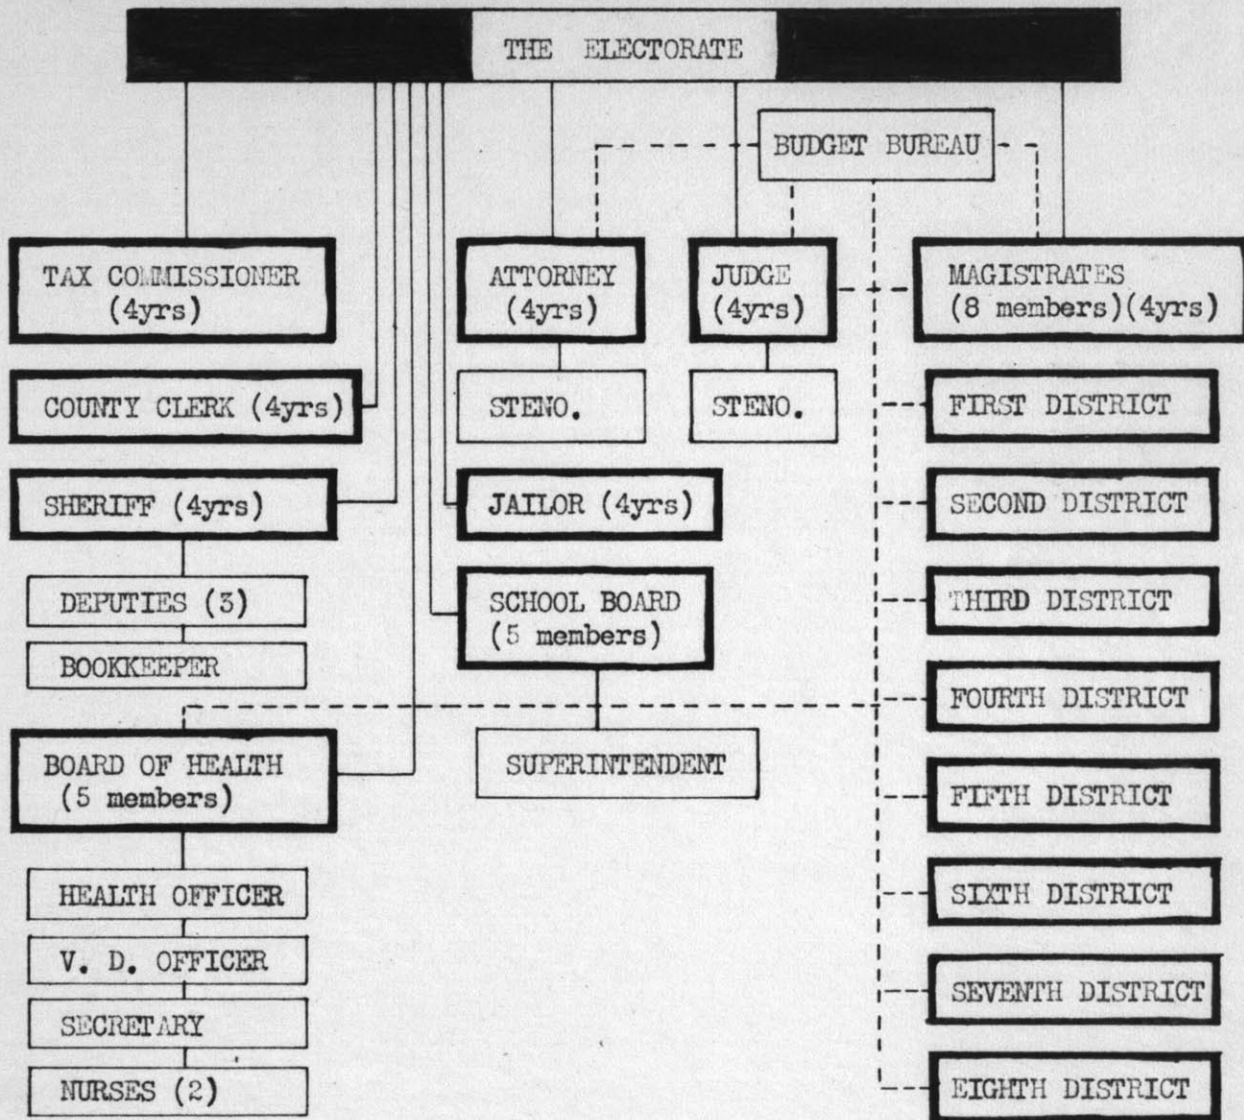 THE ELECTORATE
BUDGET BUREAU
TAX COMMISSIONER
(4yrs)
ATTORNEY
(4yrs)
JUDGE
(4yrs)
MAGISTRATES
(8 members)(4yrs)
COUNTY CLERK (4yrs)
STENO.
STENO.
FIRST DISTRICT
SHERIFF (4yrs)
JAILOR (4yrs)
SECOND DISTRICT
DEPUTIES (3)
BOOKKEEPER
SCHOOL BOARD
(5 members)
THIRD DISTRICT
FOURTH DISTRICT
BOARD OF HEALTH
(5 members)
SUPERINTENDENT
FIFTH DISTRICT
HEALTH OFFICER
SIXTH DISTRICT
V. D. OFFICER
SECRETARY
SEVENTH DISTRICT
NURSES (2)
EIGHTH DISTRICT